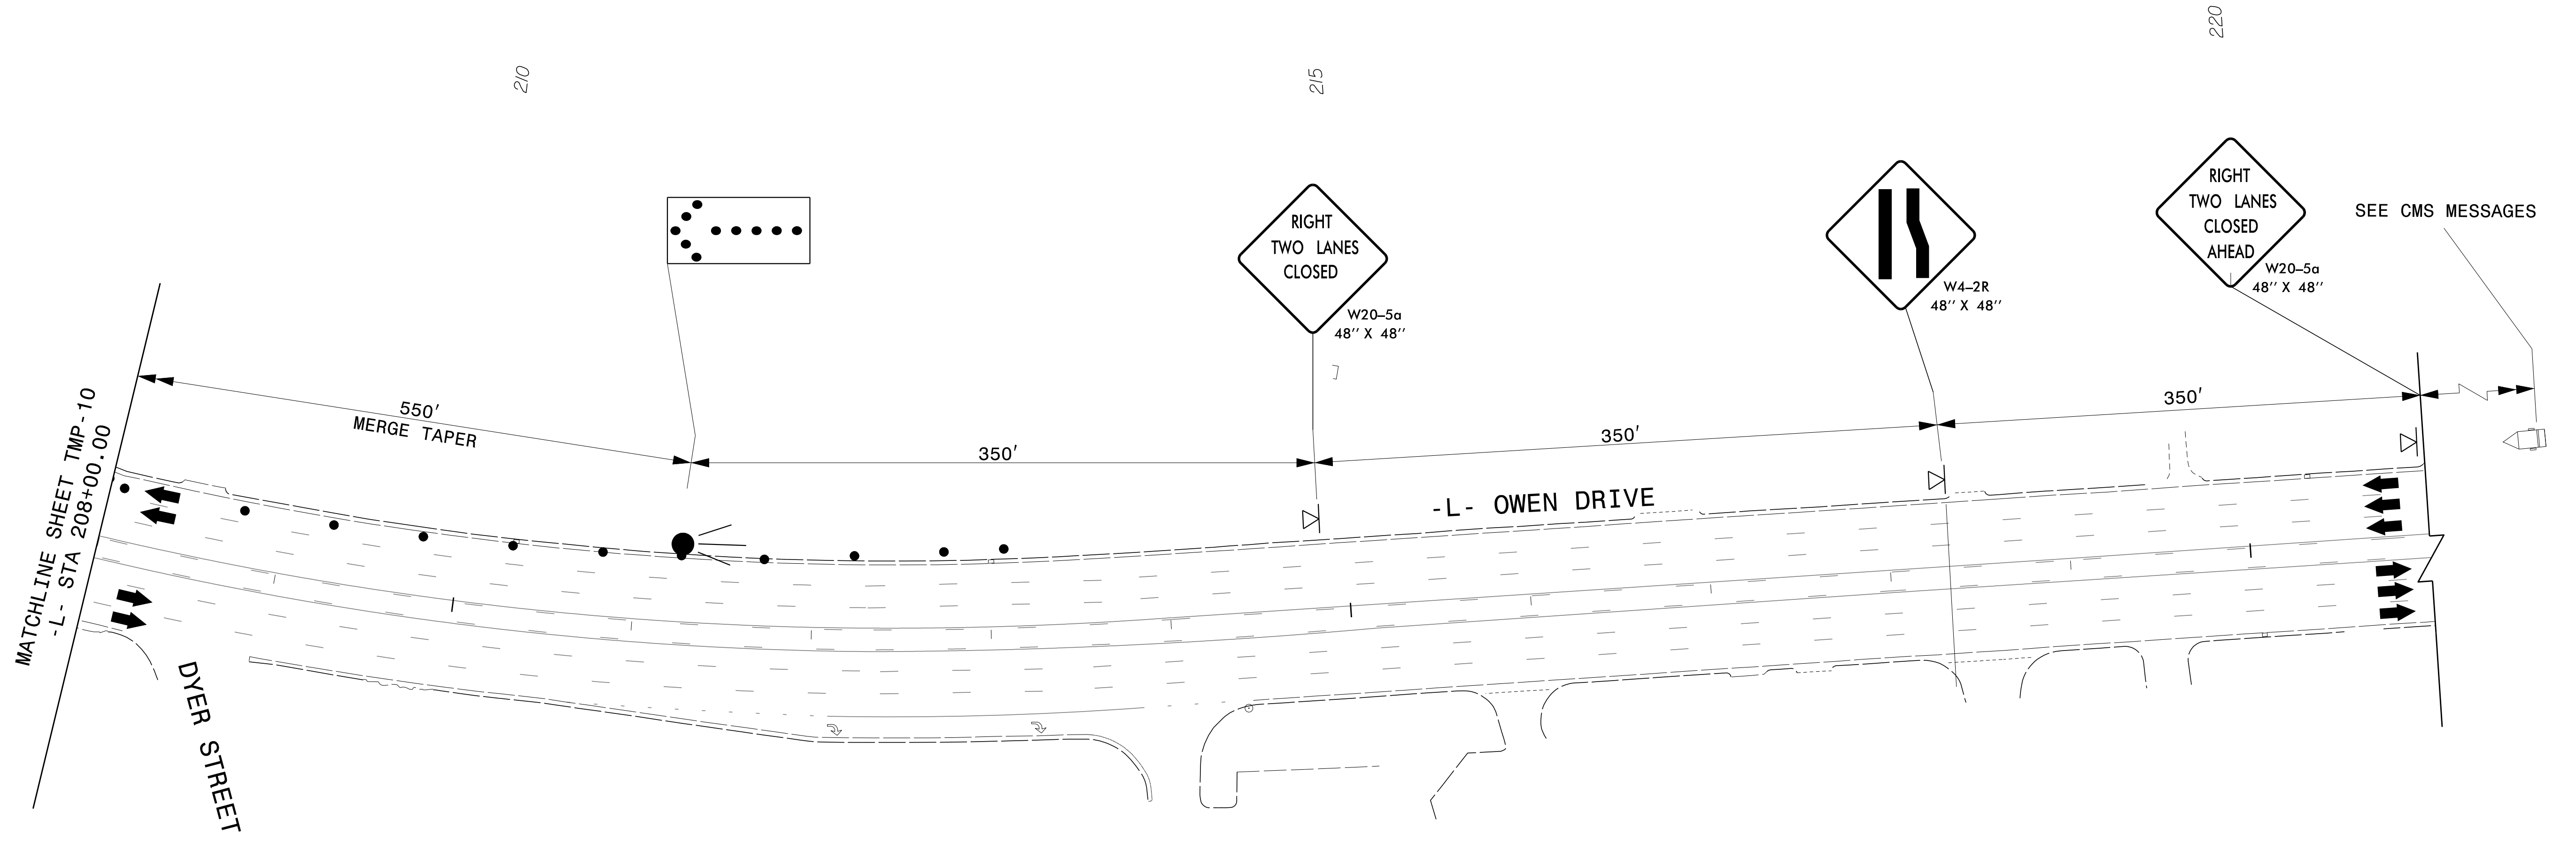 210
215
220
RIGHT
TWO LANES
CLOSED
W20-5a
48'' X 48''
W4-2R
48'' X 48''
RIGHT
TWO LANES
CLOSED
AHEAD
W20-5a
48'' X 48''
SEE CMS MESSAGES
MATCHLINE SHEET TMP-10
-L- STA 208+00.00
550'
MERGE TAPER
350'
350'
350'
-L- OWEN DRIVE
DYER STREET